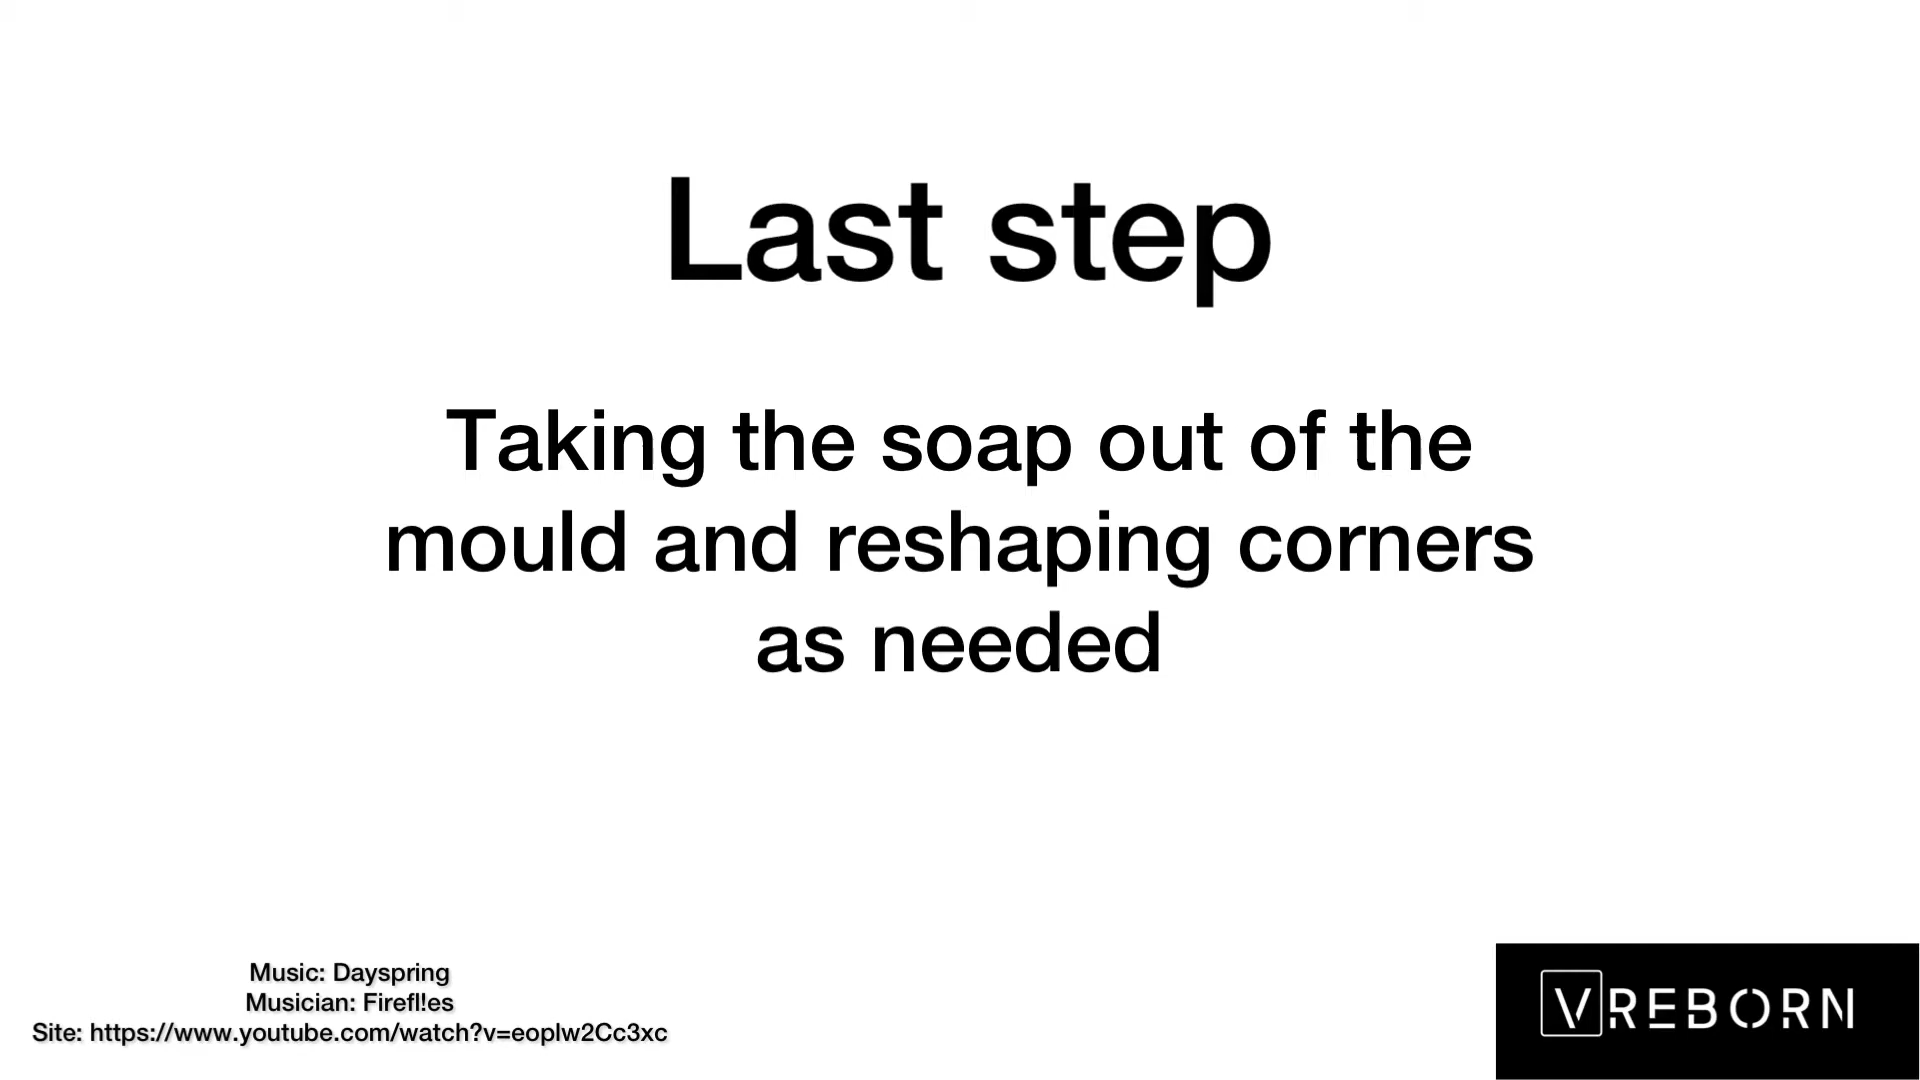 Last step
Taking the soap out of the
mould and reshaping corners
as needed
Music: Dayspring
Musician: Firefl!es
Site: https://www.youtube.com/watch?v=eoplw2Cc3xc
VREBORN